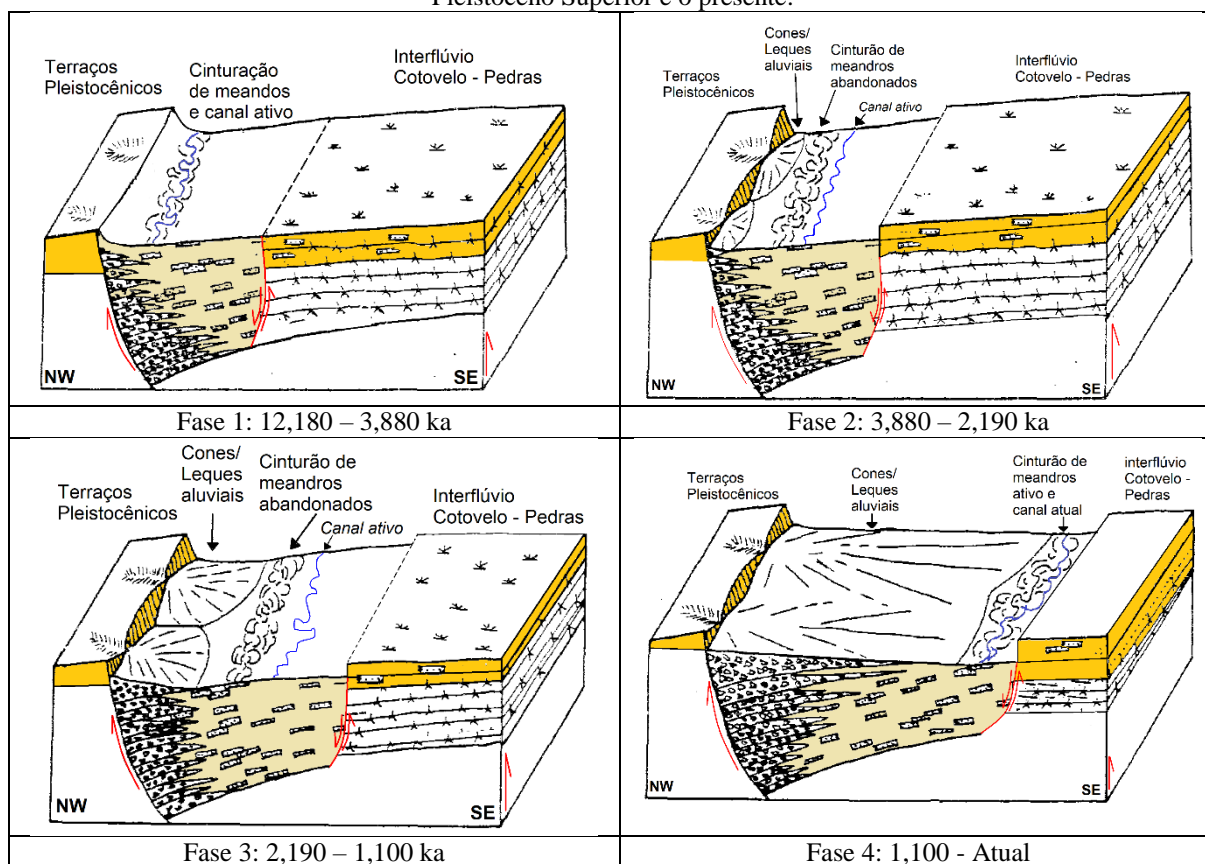 Pleistoceno Superior e o presente.
Terraços
Pleistocênicos
Cinturação
de meandos
e canal ativo
Interflúvio
Cotovelo - Pedras
NW
SE
Terraços
Pleistocênicos
Cones/
Leques
aluviais
Cinturão de
meandros
abandonados
Canal ativo
Interflúvio
Cotovelo - Pedras
NW
SE
Fase 1: 12,180 – 3,880 ka
Fase 2: 3,880 – 2,190 ka
Terraços
Pleistocênicos
Cones/
Leques
aluviais
Cinturão de
meandros
abandonados
Canal ativo
Interflúvio
Cotovelo - Pedras
NW
SE
Terraços
Pleistocênicos
Cones/
Leques
aluviais
Cinturão de
meandros
ativo e
canal atual
interflúvio
Cotovelo -
Pedras
NW
SE
Fase 3: 2,190 – 1,100 ka
Fase 4: 1,100 - Atual